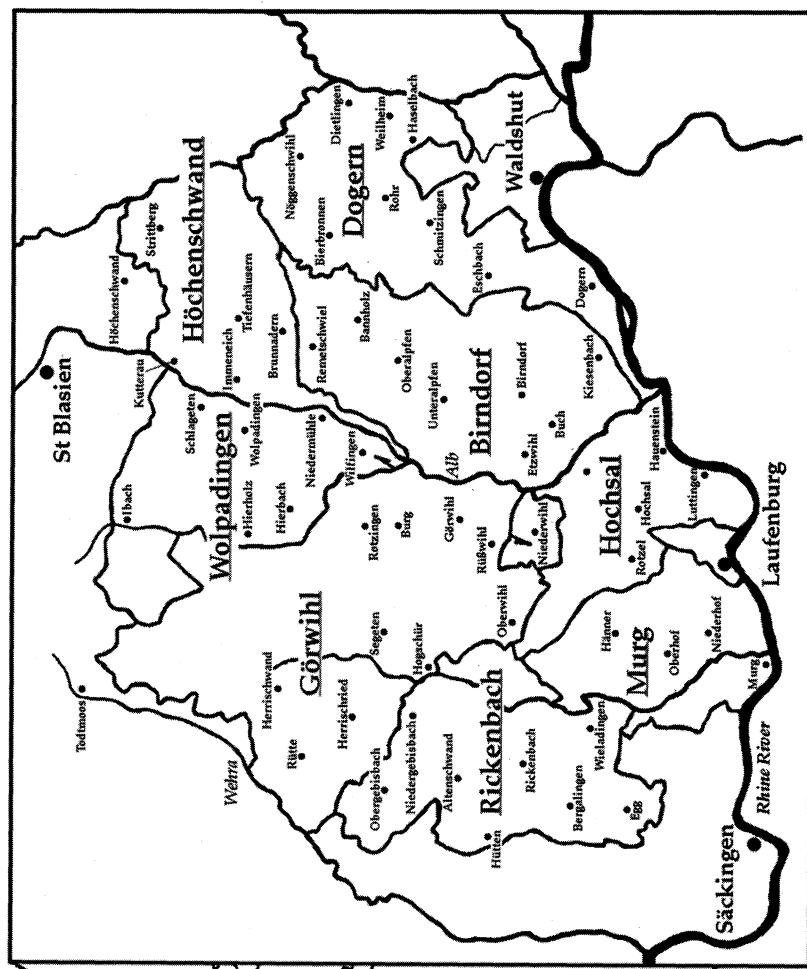 St Blasien
Todtmoos
Ibach
Kutterau
Höchenschwand
Strittberg
Höchenschwand
Schlageten
Wolpadingen
Wolpadingen
Hierholz
Hierbach
Immeneich
Tiefenhäusern
Brunnadern
Niedermühle
Wilfingen
Remetschwiel
Nöggenschwihl
Bierbronnen
Dietlingen
Dogern
Weilheim
Haselbach
Rohr
Schmitzingen
Eschbach
Waldshut
Dogern
Bannholz
Oberalpfen
Unteralpfen
Birndorf
Birndorf
Kiesenbach
Buch
Etzwihl
Alb
Wehra
Görwihl
Herrischwand
Rütte
Herrischried
Segeten
Hogschür
Rotzingen
Burg
Görwihl
Rüßwihl
Niederwihl
Oberwihl
Obergebisbach
Niedergebisbach
Altenschwand
Rickenbach
Rickenbach
Hütten
Bergalingen
Wieladingen
Egg
Hänner
Murg
Oberhof
Niederhof
Murg
Hochsal
Hochsal
Rotzel
Hauenstein
Luttingen
Laufenburg
Rhine River
Säckingen